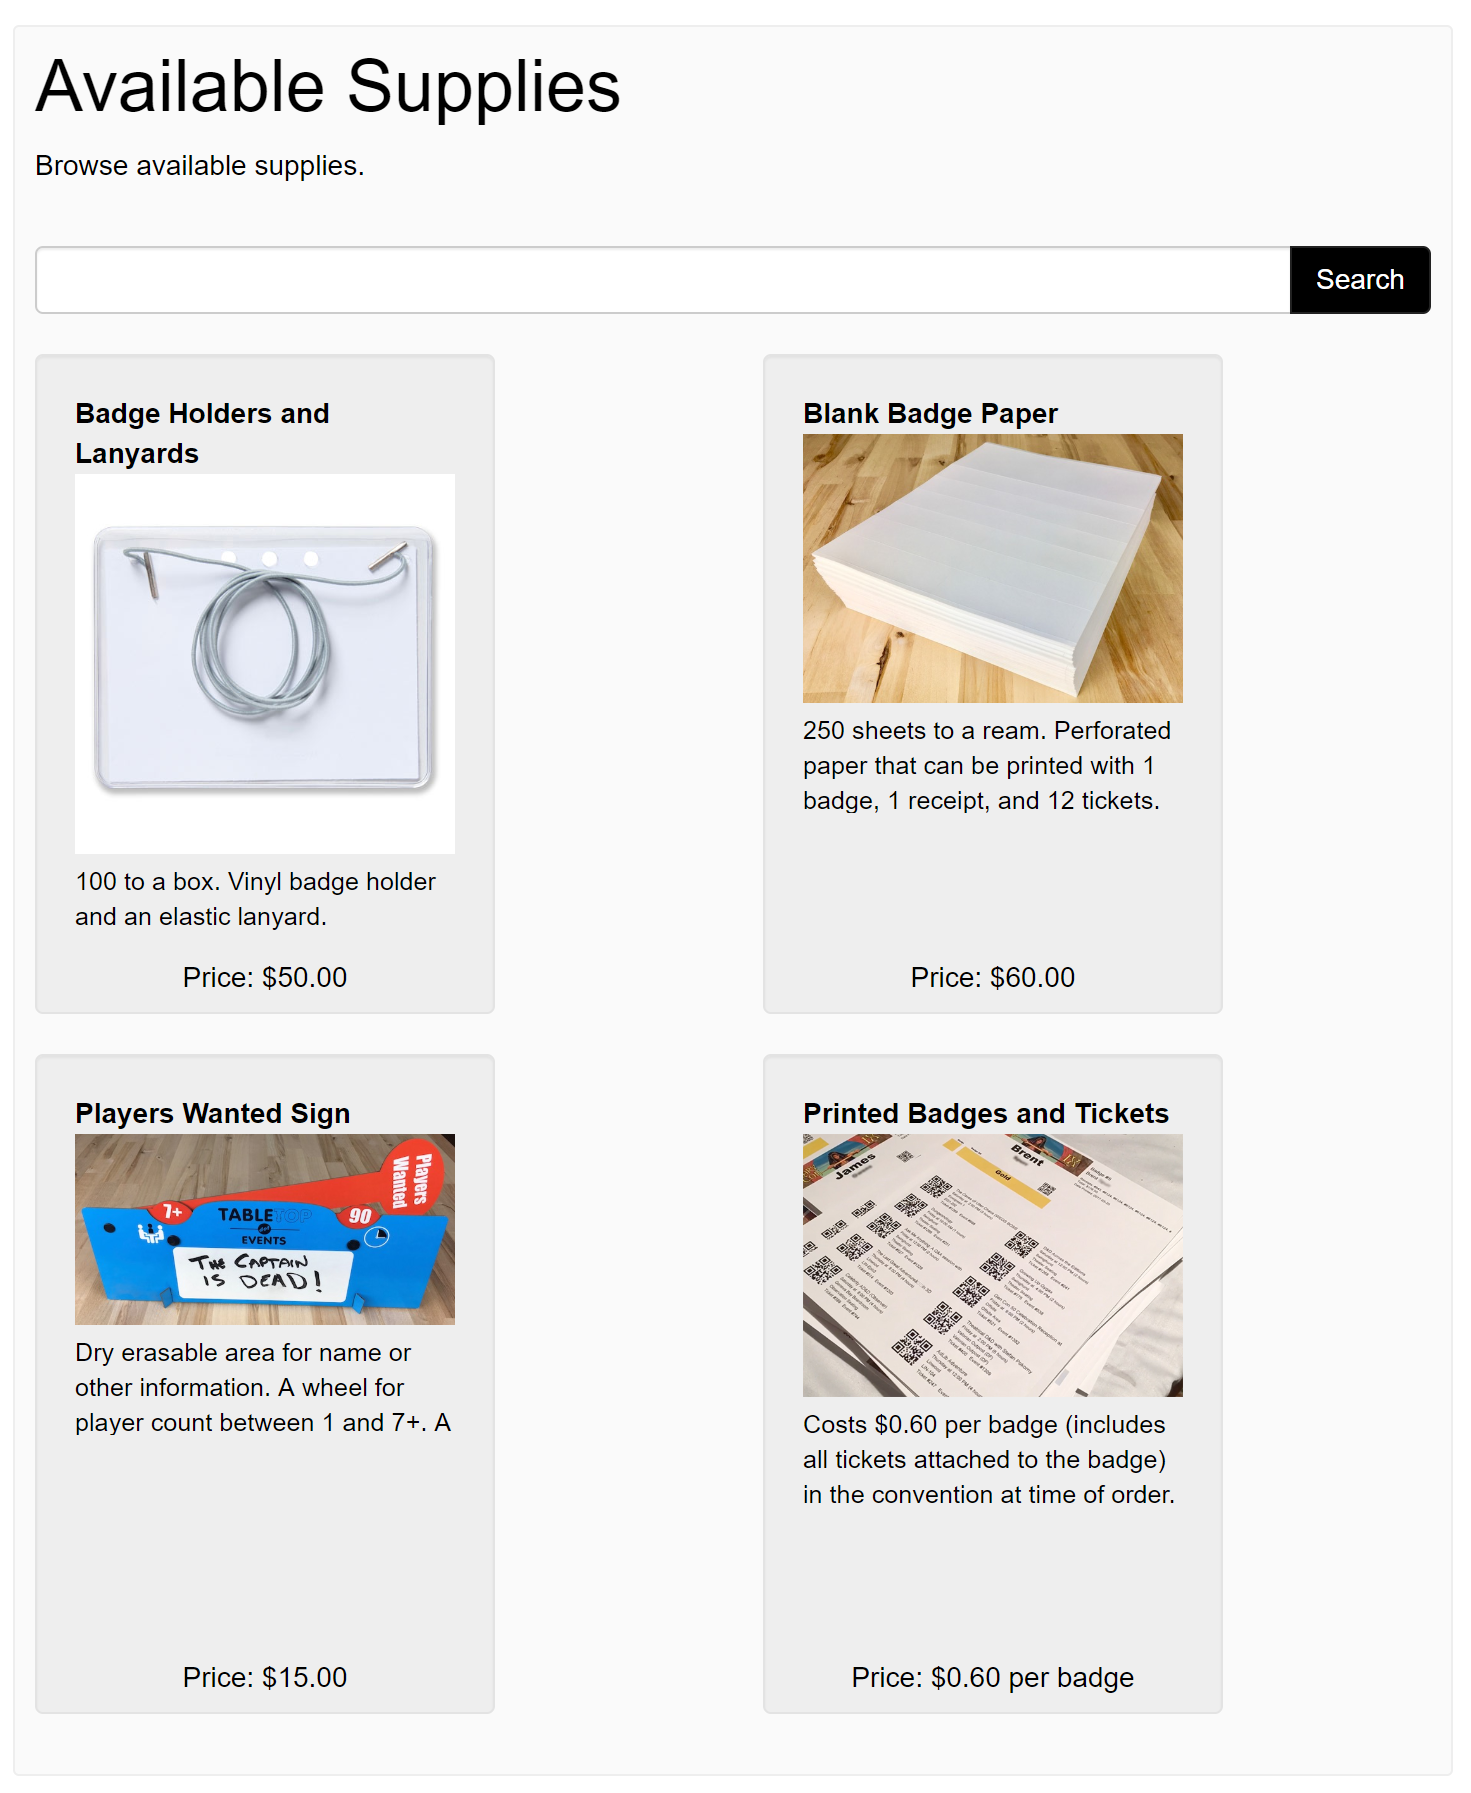 Available Supplies
Browse available supplies.
Search
Badge Holders and
Lanyards
100 to a box. Vinyl badge holder
and an elastic lanyard.
Price: $50.00
Blank Badge Paper
250 sheets to a ream. Perforated
paper that can be printed with 1
badge, 1 receipt, and 12 tickets.
Price: $60.00
Players Wanted Sign
Players
Wanted
7+
TABLETOP
EVENTS
90
THE CAPTAIN
IS DEAD!
Dry erasable area for name or
other information. A wheel for
player count between 1 and 7+. A
Price: $15.00
Printed Badges and Tickets
James
Brent
Gold
Costs $0.60 per badge (includes
all tickets attached to the badge)
in the convention at time of order.
Price: $0.60 per badge